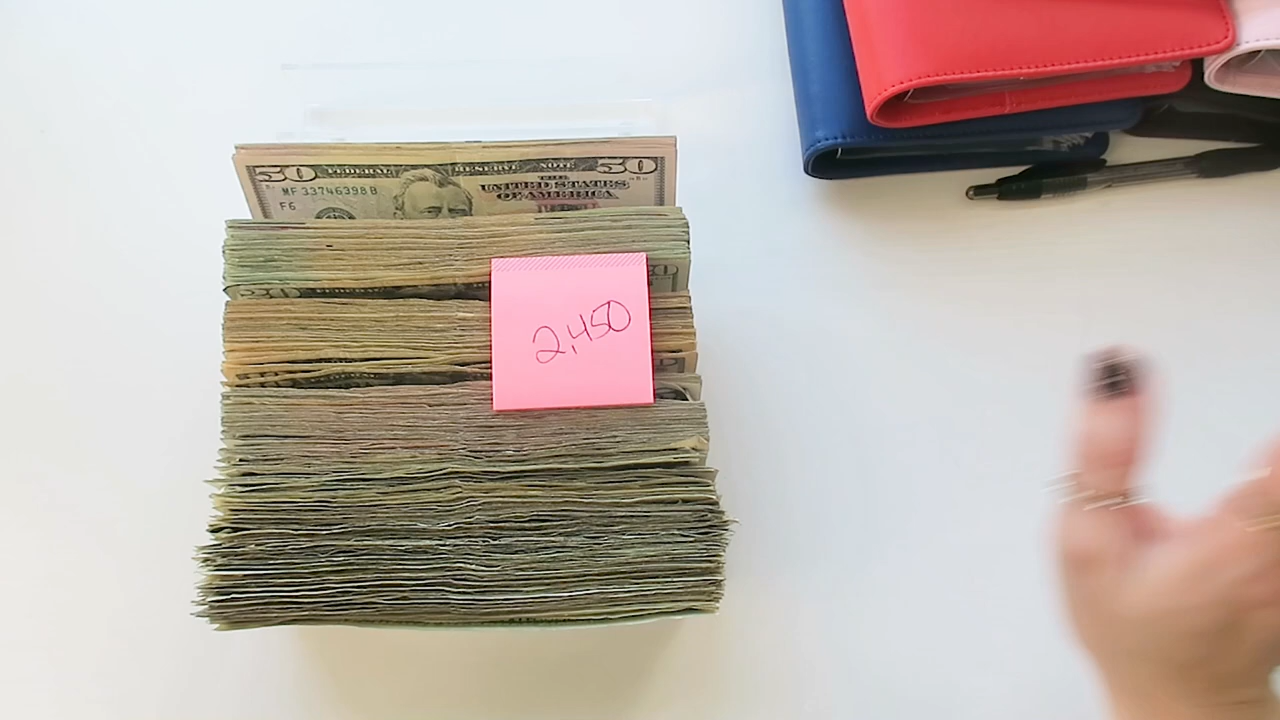 50 FEDERAL RESERVE NOTE 50
MF 33746398 B
THE
UNITED STATES
OF AMERICA
F6
2,450